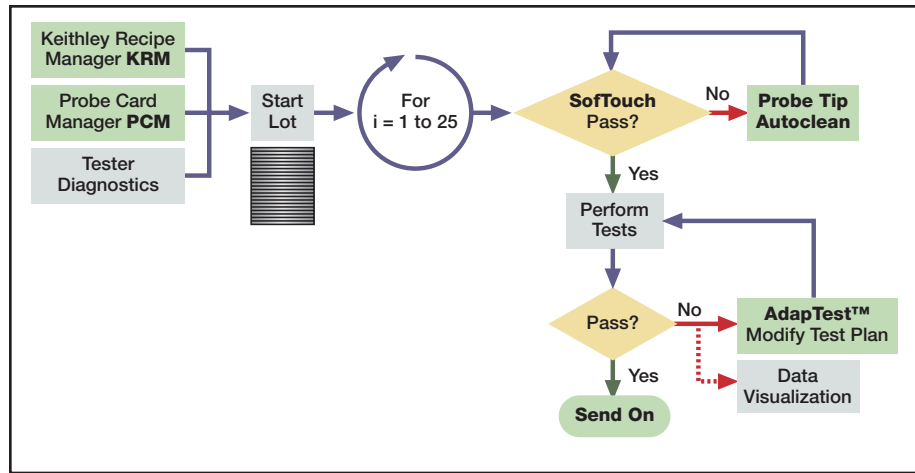 Keithley Recipe
Manager KRM
Probe Card
Manager PCM
Tester
Diagnostics
Start
Lot
For
i = 1 to 25
SofTouch
Pass?
No
Probe Tip
Autoclean
Yes
Perform
Tests
Pass?
No
AdapTest™
Modify Test Plan
Data
Visualization
Yes
Send On